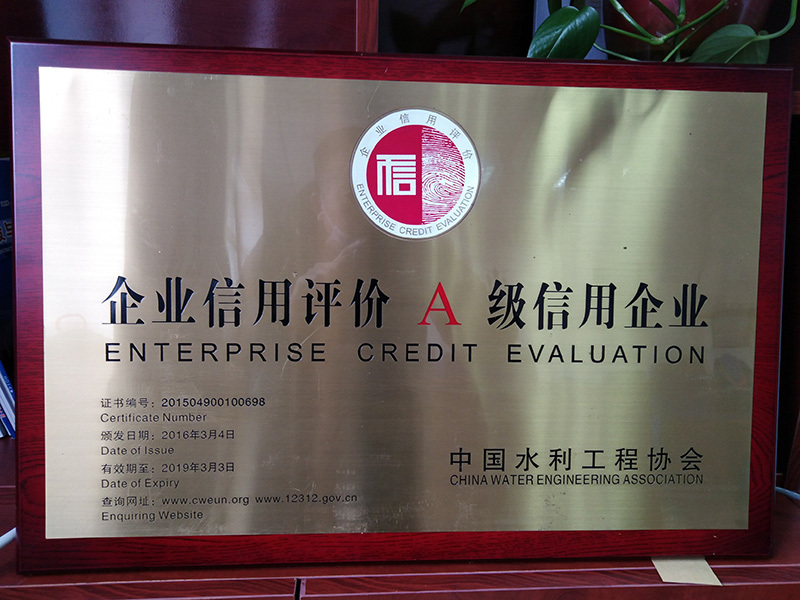 企业信用评价
信
ENTERPRISE CREDIT EVALUATION
企业信用评价 A 级信用企业
ENTERPRISE CREDIT EVALUATION
证书编号：201504900100698
Certificate Number
颁发日期：2016年3月4日
Date of Issue
有效期至：2019年3月3日
Date of Expiry
查询网址：www.cweun.org www.12312.gov.cn
Enquiring Website
中国水利工程协会
CHINA WATER ENGINEERING ASSOCIATION